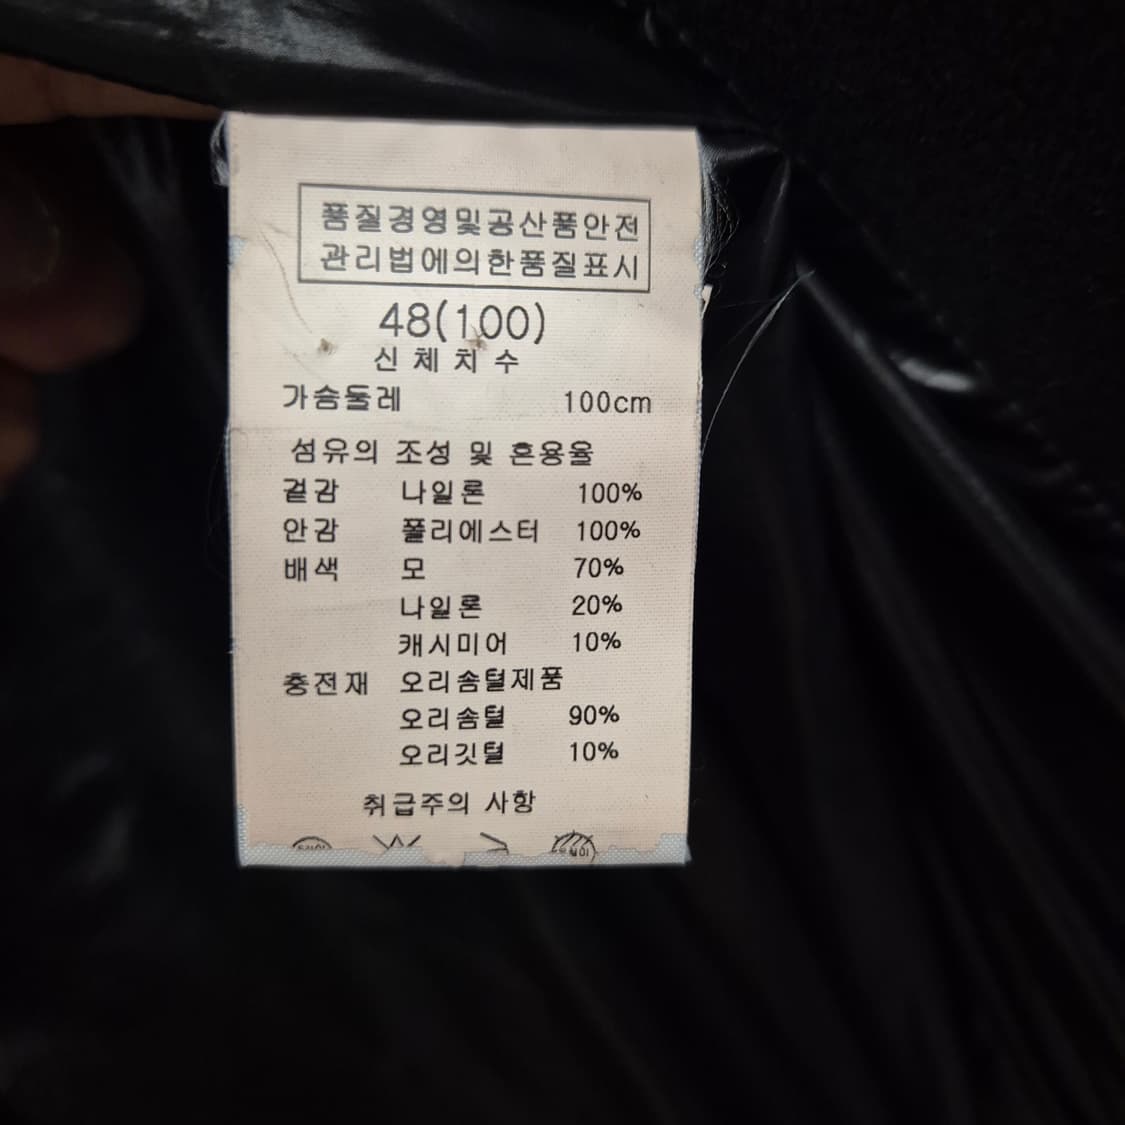 품질경영및공산품안전
관리법에의한품질표시
48(100)
신체치수
가슴둘레 100cm
섬유의 조성 및 혼용율
겉감 나일론 100%
안감 폴리에스터 100%
배색 모 70%
나일론 20%
캐시미어 10%
충전재 오리솜털제품
오리솜털 90%
오리깃털 10%
취급주의 사항